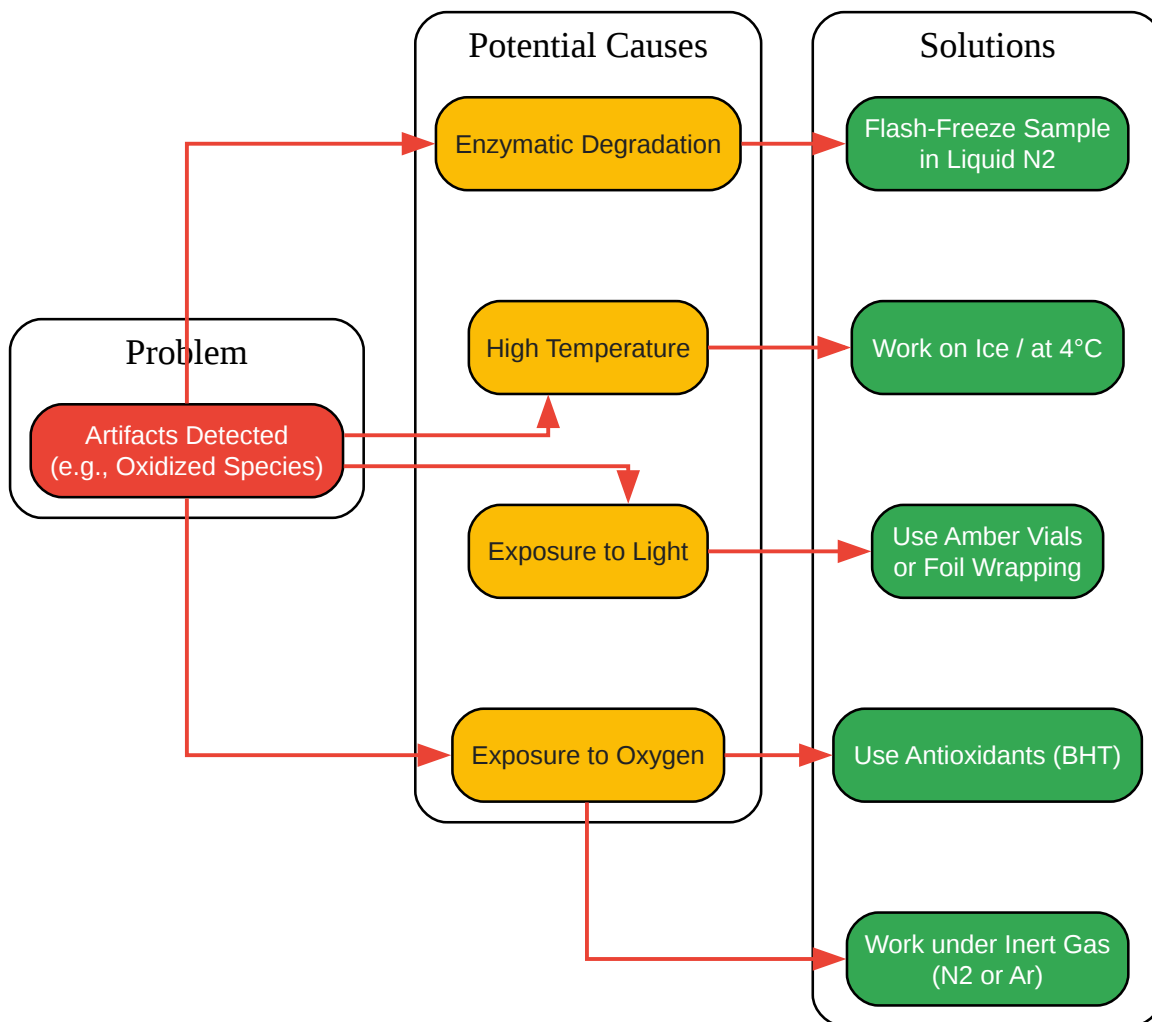 Potential Causes
Solutions
Enzymatic Degradation
Flash-Freeze Sample
in Liquid N2
High Temperature
Work on Ice / at 4°C
Problem
Artifacts Detected
(e.g., Oxidized Species)
Exposure to Light
Use Amber Vials
or Foil Wrapping
Exposure to Oxygen
Use Antioxidants (BHT)
Work under Inert Gas
(N2 or Ar)